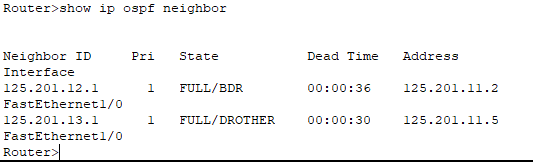 Router>show ip ospf neighbor
Neighbor ID Pri State Dead Time Address
Interface
125.201.12.1 1 FULL/BDR 00:00:36 125.201.11.2
FastEthernet1/0
125.201.13.1 1 FULL/DROTHER 00:00:30 125.201.11.5
FastEthernet1/0
Router>